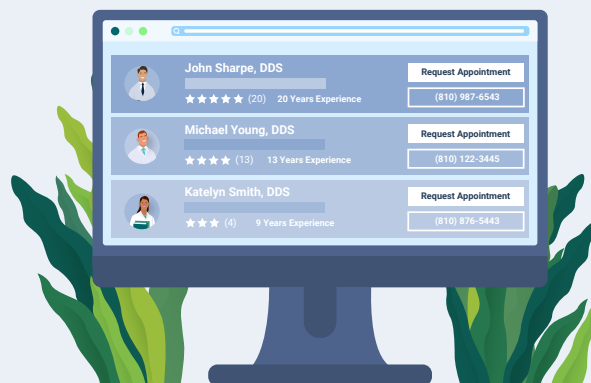 John Sharpe, DDS
Request Appointment
(20) 20 Years Experience
(810) 987-6543
Michael Young, DDS
Request Appointment
(13) 13 Years Experience
(810) 122-3445
Katelyn Smith, DDS
Request Appointment
(4) 9 Years Experience
(810) 876-5443